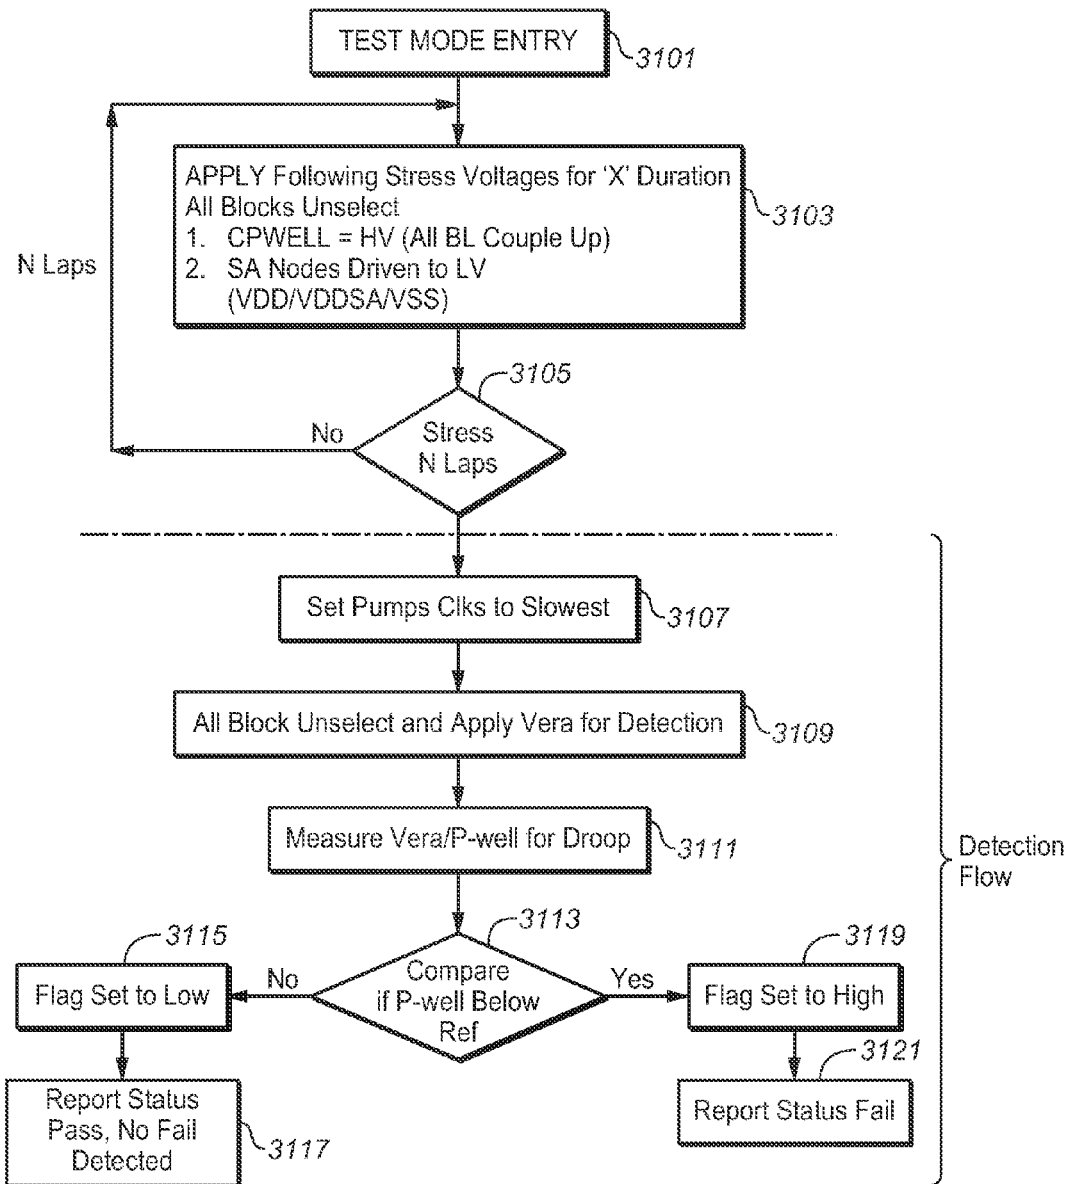 TEST MODE ENTRY
3101
APPLY Following Stress Voltages for 'X' Duration
All Blocks Unselect
1. CPWELL = HV (All BL Couple Up)
2. SA Nodes Driven to LV
(VDD/VDDSA/VSS)
3103
N Laps
3105
Stress
N Laps
No
Set Pumps Clks to Slowest
3107
All Block Unselect and Apply Vera for Detection
3109
Measure Vera/P-well for Droop
3111
Detection
Flow
3113
Compare
if P-well Below
Ref
No
Yes
3115
Flag Set to Low
3119
Flag Set to High
Report Status
Pass, No Fail
Detected
3117
3121
Report Status Fail